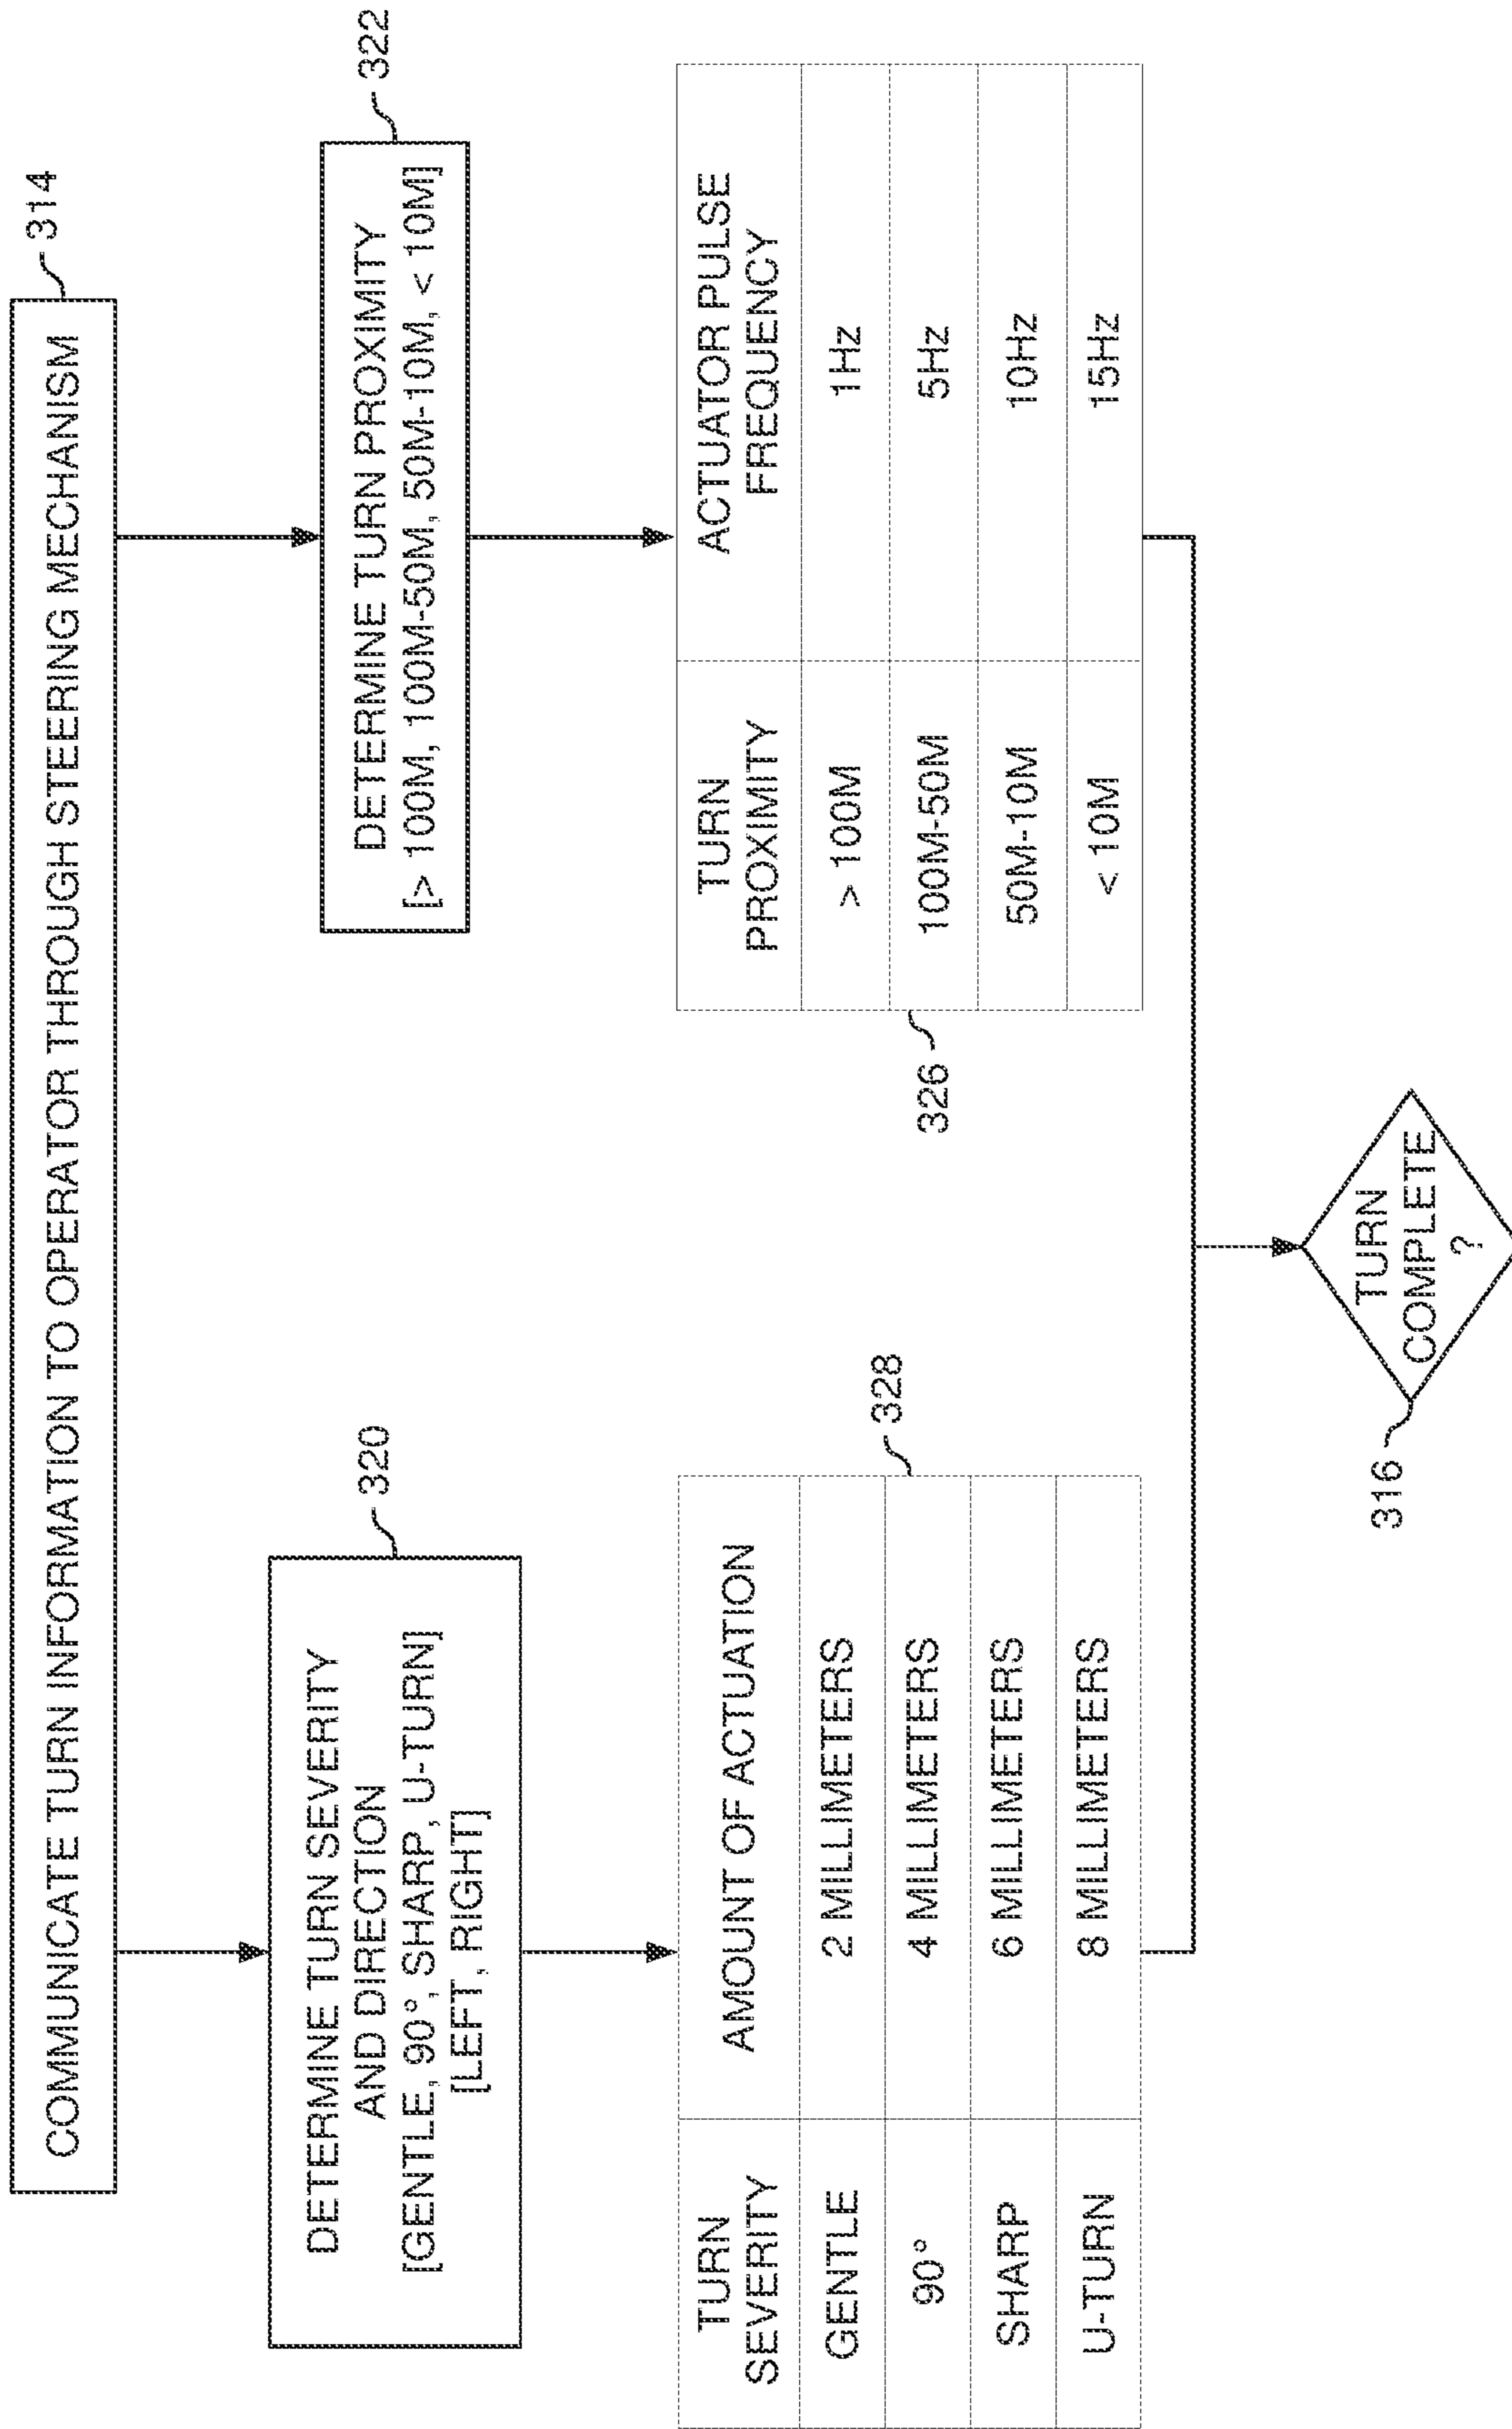 COMMUNICATE TURN INFORMATION TO OPERATOR THROUGH STEERING MECHANISM
314
DETERMINE TURN SEVERITY
AND DIRECTION
[GENTLE, 90°, SHARP, U-TURN]
[LEFT, RIGHT]
320
DETERMINE TURN PROXIMITY
[> 100M, 100M-50M, 50M-10M, < 10M]
322
TURN
SEVERITY
AMOUNT OF ACTUATION
GENTLE
2 MILLIMETERS
90°
4 MILLIMETERS
SHARP
6 MILLIMETERS
U-TURN
8 MILLIMETERS
328
TURN
PROXIMITY
ACTUATOR PULSE
FREQUENCY
> 100M
1Hz
100M-50M
5Hz
50M-10M
10Hz
< 10M
15Hz
326
TURN
COMPLETE
?
316